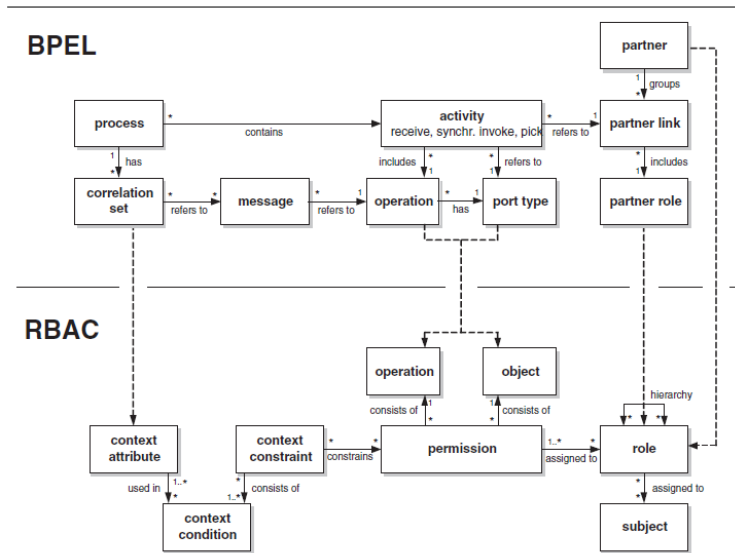 BPEL
partner
1
groups
*
process
*
contains
*
activity
receive, synchr. invoke, pick
*
refers to
1
partner link
1
has
*
includes
*
1
*
refers to
1
*
includes
1
correlation
set
*
refers to
*
message
*
refers to
1
operation
*
has
1
port type
partner role
RBAC
operation
object
consists of
1
*
1
*
consists of
hierarchy
*
*
context
attribute
context
constraint
*
constrains
*
permission
1..*
assigned to
*
role
used in
1..*
*
*
consists of
1..*
*
assigned to
*
context
condition
subject